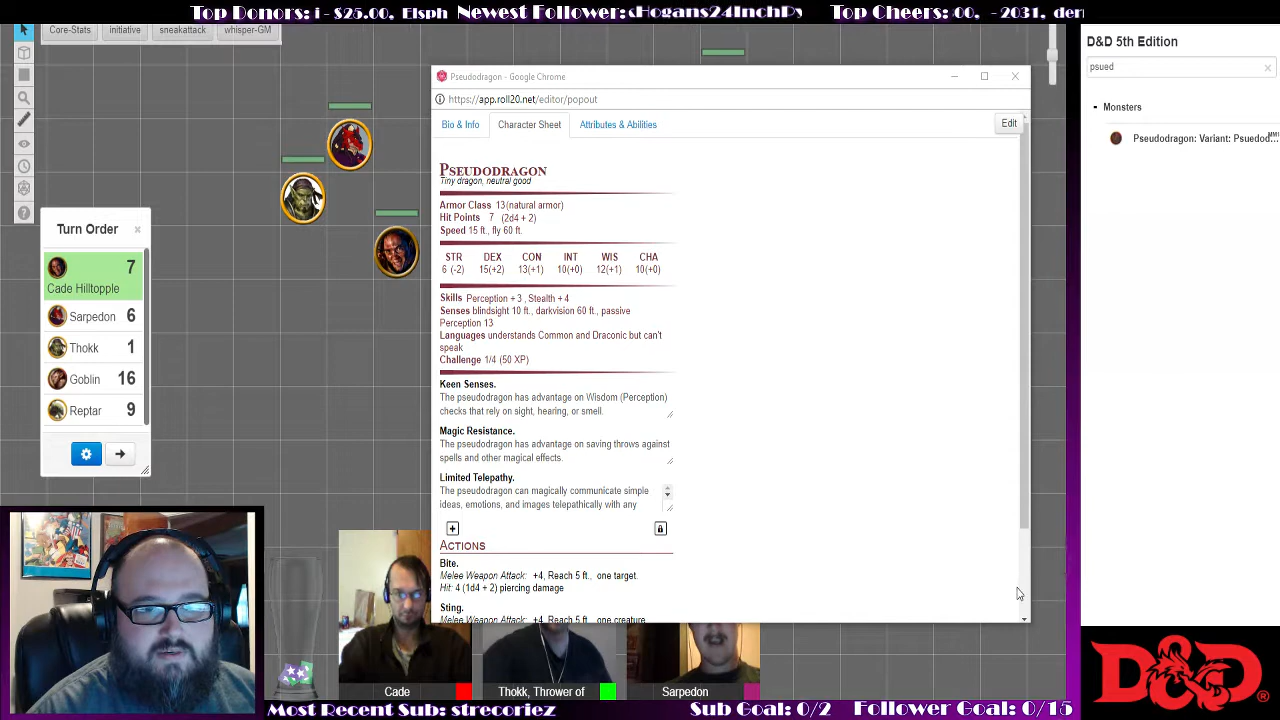 Top Donors: i - $25.00, Elsph Newest Follower: sHogans24InchPy Top Cheers: 00, - 2031, der
Core-Stats initiative sneakattack whisper-GM
Turn Order ×
7
Cade Hilltopple
Sarpedon 6
Thokk 1
Goblin 16
Reptar 9
Pseudodragon - Google Chrome
https://app.roll20.net/editor/popout
Bio & Info Character Sheet Attributes & Abilities Edit
PSEUDODRAGON
Tiny dragon, neutral good
Armor Class 13(natural armor)
Hit Points 7 (2d4 + 2)
Speed 15 ft., fly 60 ft.
STR DEX CON INT WIS CHA
6 (-2) 15(+2) 13(+1) 10(+0) 12(+1) 10(+0)
Skills Perception + 3 , Stealth + 4
Senses blindsight 10 ft., darkvision 60 ft., passive
Perception 13
Languages understands Common and Draconic but can't
speak
Challenge 1/4 (50 XP)
Keen Senses.
The pseudodragon has advantage on Wisdom (Perception)
checks that rely on sight, hearing, or smell.
Magic Resistance.
The pseudodragon has advantage on saving throws against
spells and other magical effects.
Limited Telepathy.
The pseudodragon can magically communicate simple
ideas, emotions, and images telepathically with any
+
ACTIONS
Bite.
Melee Weapon Attack: +4, Reach 5 ft., one target.
Hit: 4 (1d4 + 2) piercing damage
Sting.
Melee Weapon Attack: +4, Reach 5 ft., one creature
D&D 5th Edition
psued ×
Monsters
Pseudodragon: Variant: Psuedod...
Cade Thokk, Thrower of Sarpedon
D&D
Most Recent Sub: strecoriez Sub Goal: 0/2 Follower Goal: 0/15